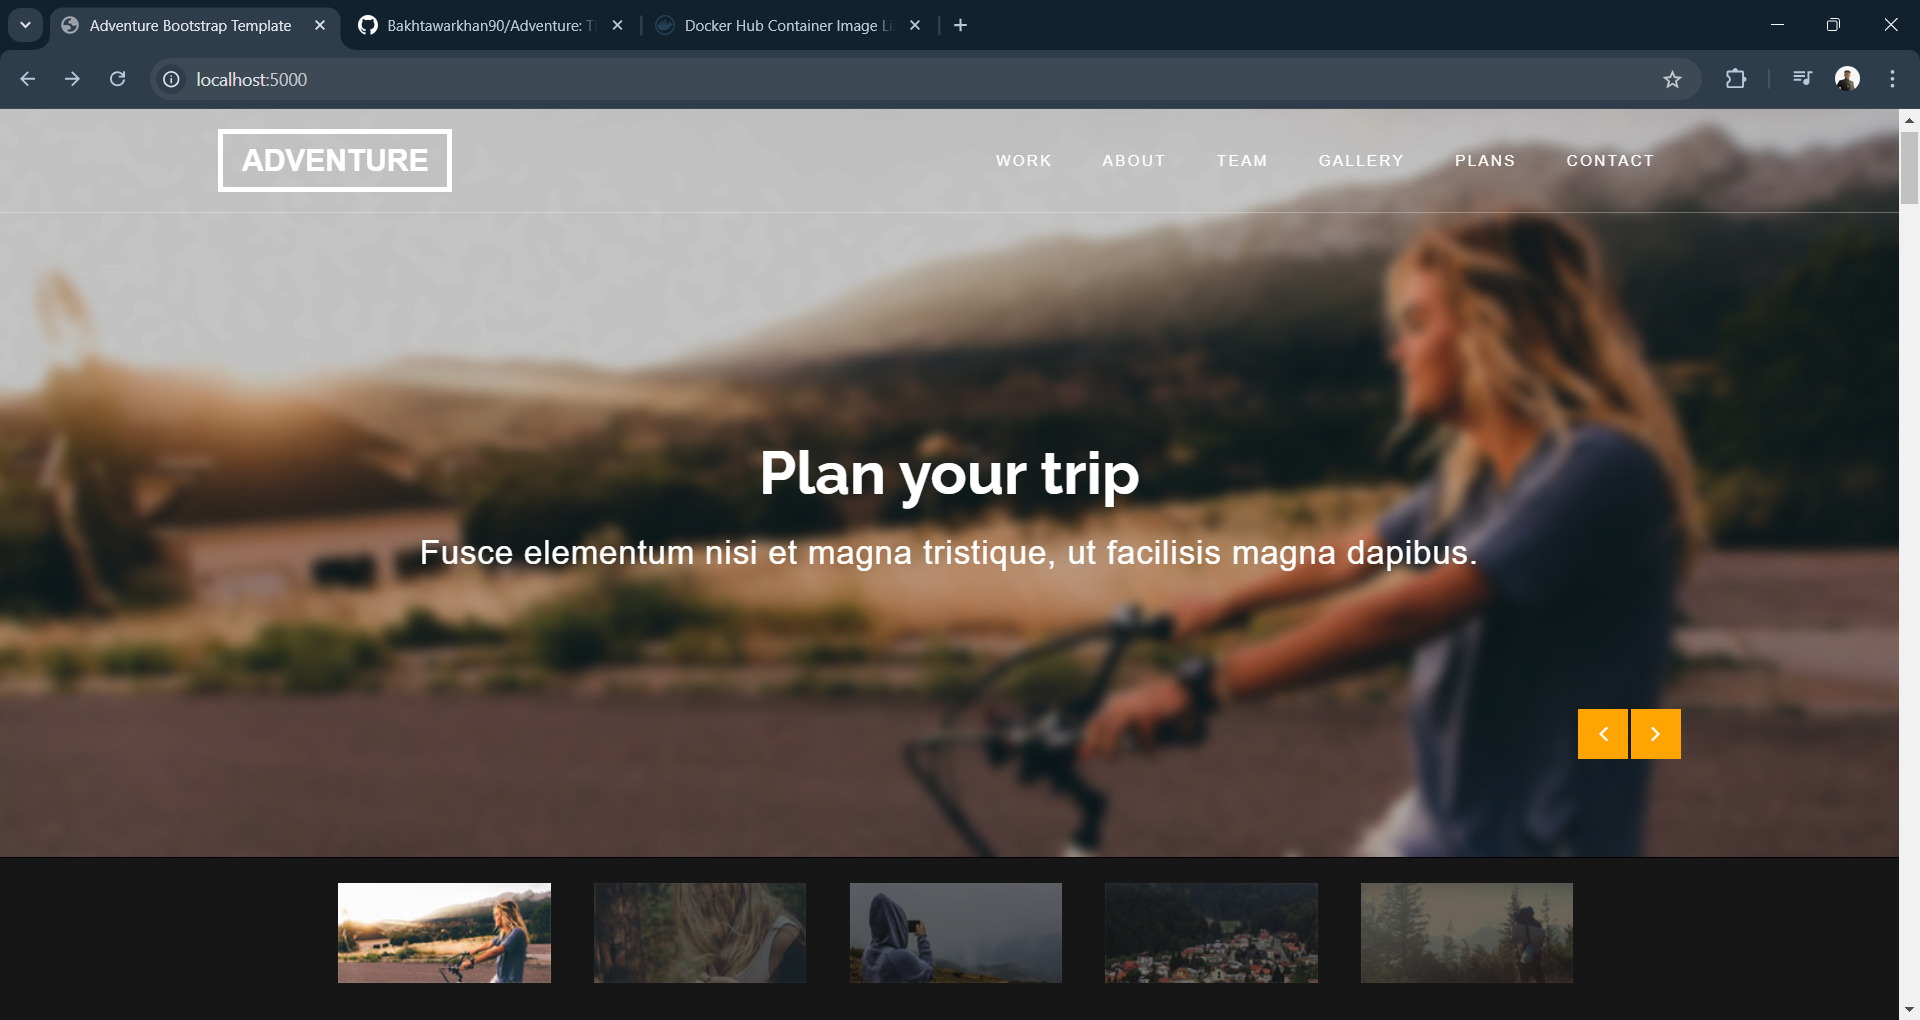 Adventure Bootstrap Template
Bakhtawarkhan90/Adventure:
Docker Hub Container Image
localhost:5000
ADVENTURE
WORK ABOUT TEAM GALLERY PLANS CONTACT
Plan your trip
Fusce elementum nisi et magna tristique, ut facilisis magna dapibus.